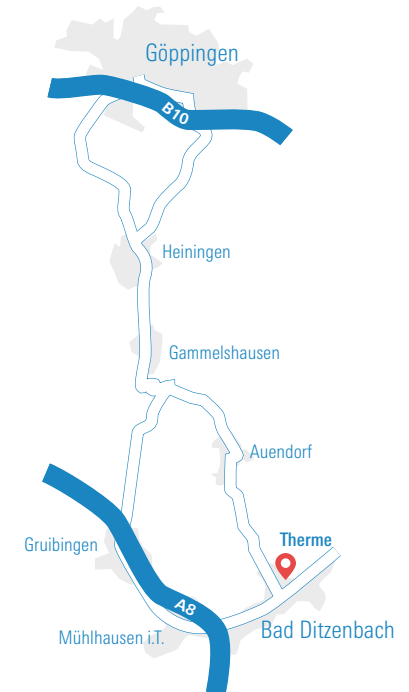 Göppingen
B10
Heiningen
Gammelshausen
Auendorf
Therme
Gruibingen
A8
Bad Ditzenbach
Mühlhausen i.T.